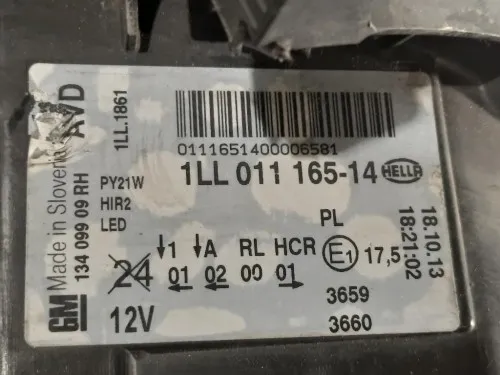 0111651400006581
1LL 011 165-14 HELLA
PY21W
HIR2
LED
PL
1 A RL HCR E1 17,5
24 01 02 00 01
12V
3659
3660
18.10.13
18:21:02
AVD
1LL.1861
GM Made in Slovenia
134 099 09 RH